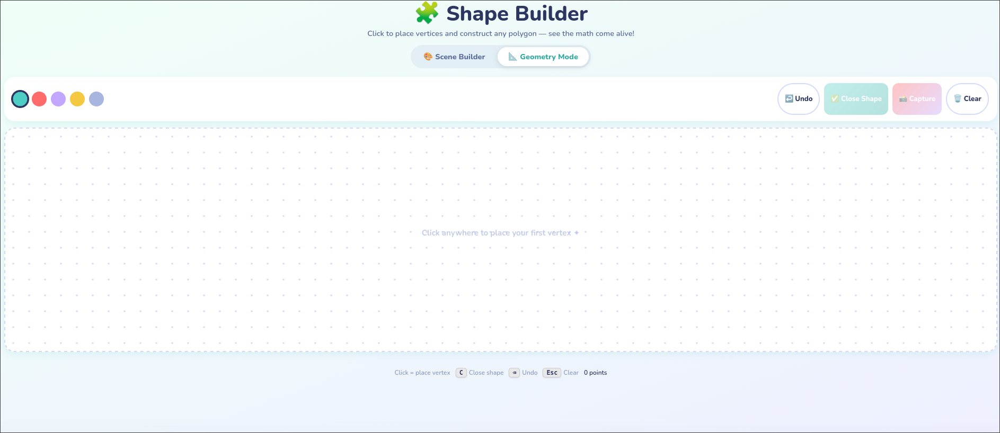 🧩 Shape Builder
Click to place vertices and construct any polygon — see the math come alive!
🎨 Scene Builder 📐 Geometry Mode
↩️ Undo ✅ Close Shape 📸 Capture 🗑️ Clear
Click anywhere to place your first vertex ✦
Click = place vertex C Close shape ⌫ Undo Esc Clear 0 points